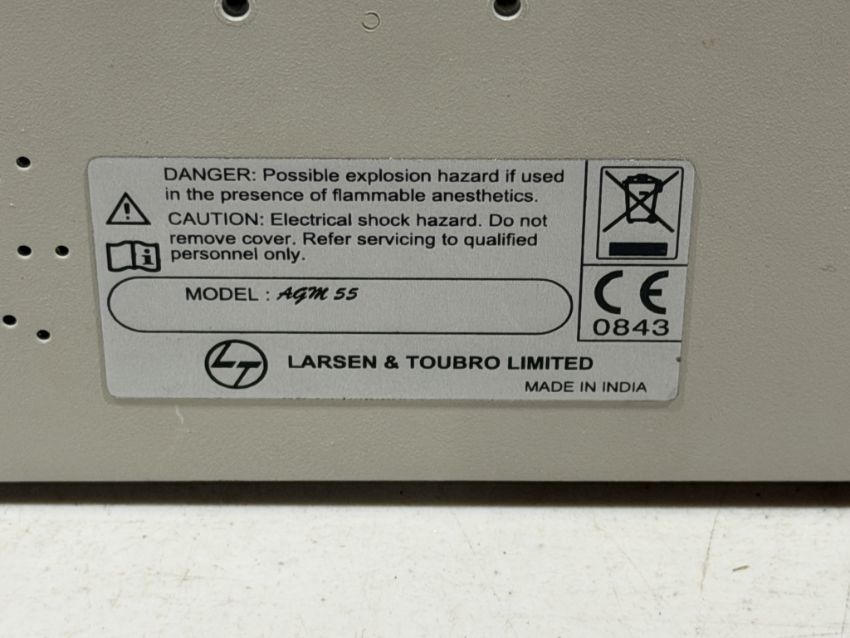 DANGER: Possible explosion hazard if used
in the presence of flammable anesthetics.
CAUTION: Electrical shock hazard. Do not
remove cover. Refer servicing to qualified
personnel only.
MODEL : AGM 55
CE
0843
LT LARSEN & TOUBRO LIMITED
MADE IN INDIA